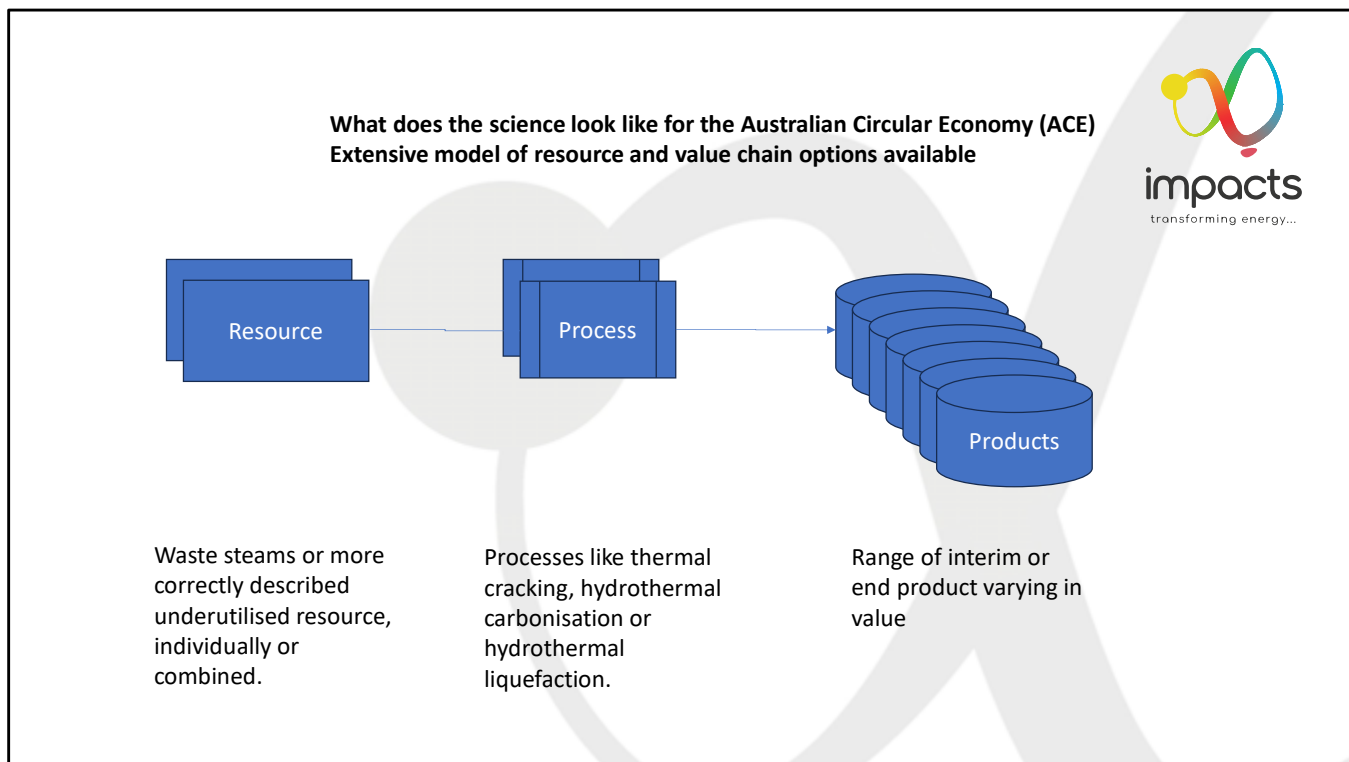 What does the science look like for the Australian Circular Economy (ACE)
Extensive model of resource and value chain options available
impacts
transforming energy...
Resource
Process
Products
Waste steams or more
correctly described
underutilised resource,
individually or
combined.
Processes like thermal
cracking, hydrothermal
carbonisation or
hydrothermal
liquefaction.
Range of interim or
end product varying in
value